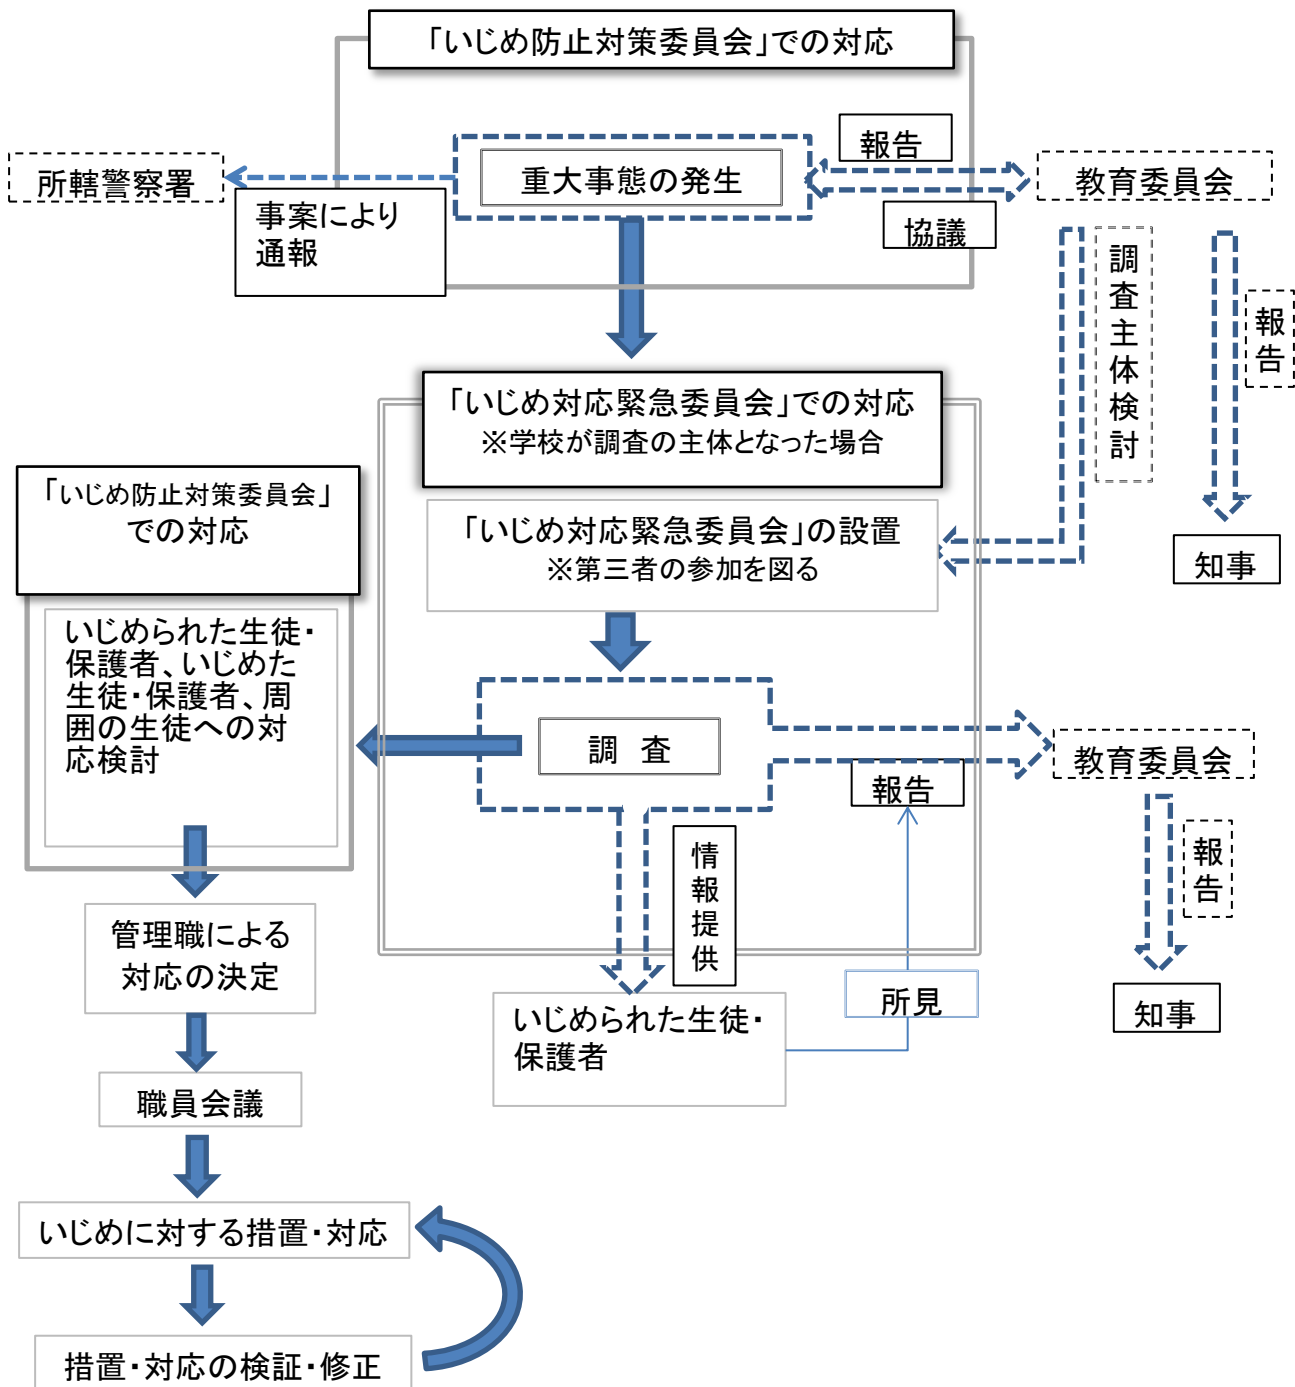 「いじめ防止対策委員会」での対応
報告
所轄警察署
重大事態の発生
教育委員会
事案により
通報
協議
調査主体検討
報告
「いじめ対応緊急委員会」での対応
※学校が調査の主体となった場合
「いじめ防止対策委員会」
での対応
「いじめ対応緊急委員会」の設置
※第三者の参加を図る
知事
いじめられた生徒・
保護者、いじめた
生徒・保護者、周
囲の生徒への対
応検討
調 査
教育委員会
報告
情報提供
報告
管理職による
対応の決定
所見
知事
いじめられた生徒・
保護者
職員会議
いじめに対する措置・対応
措置・対応の検証・修正